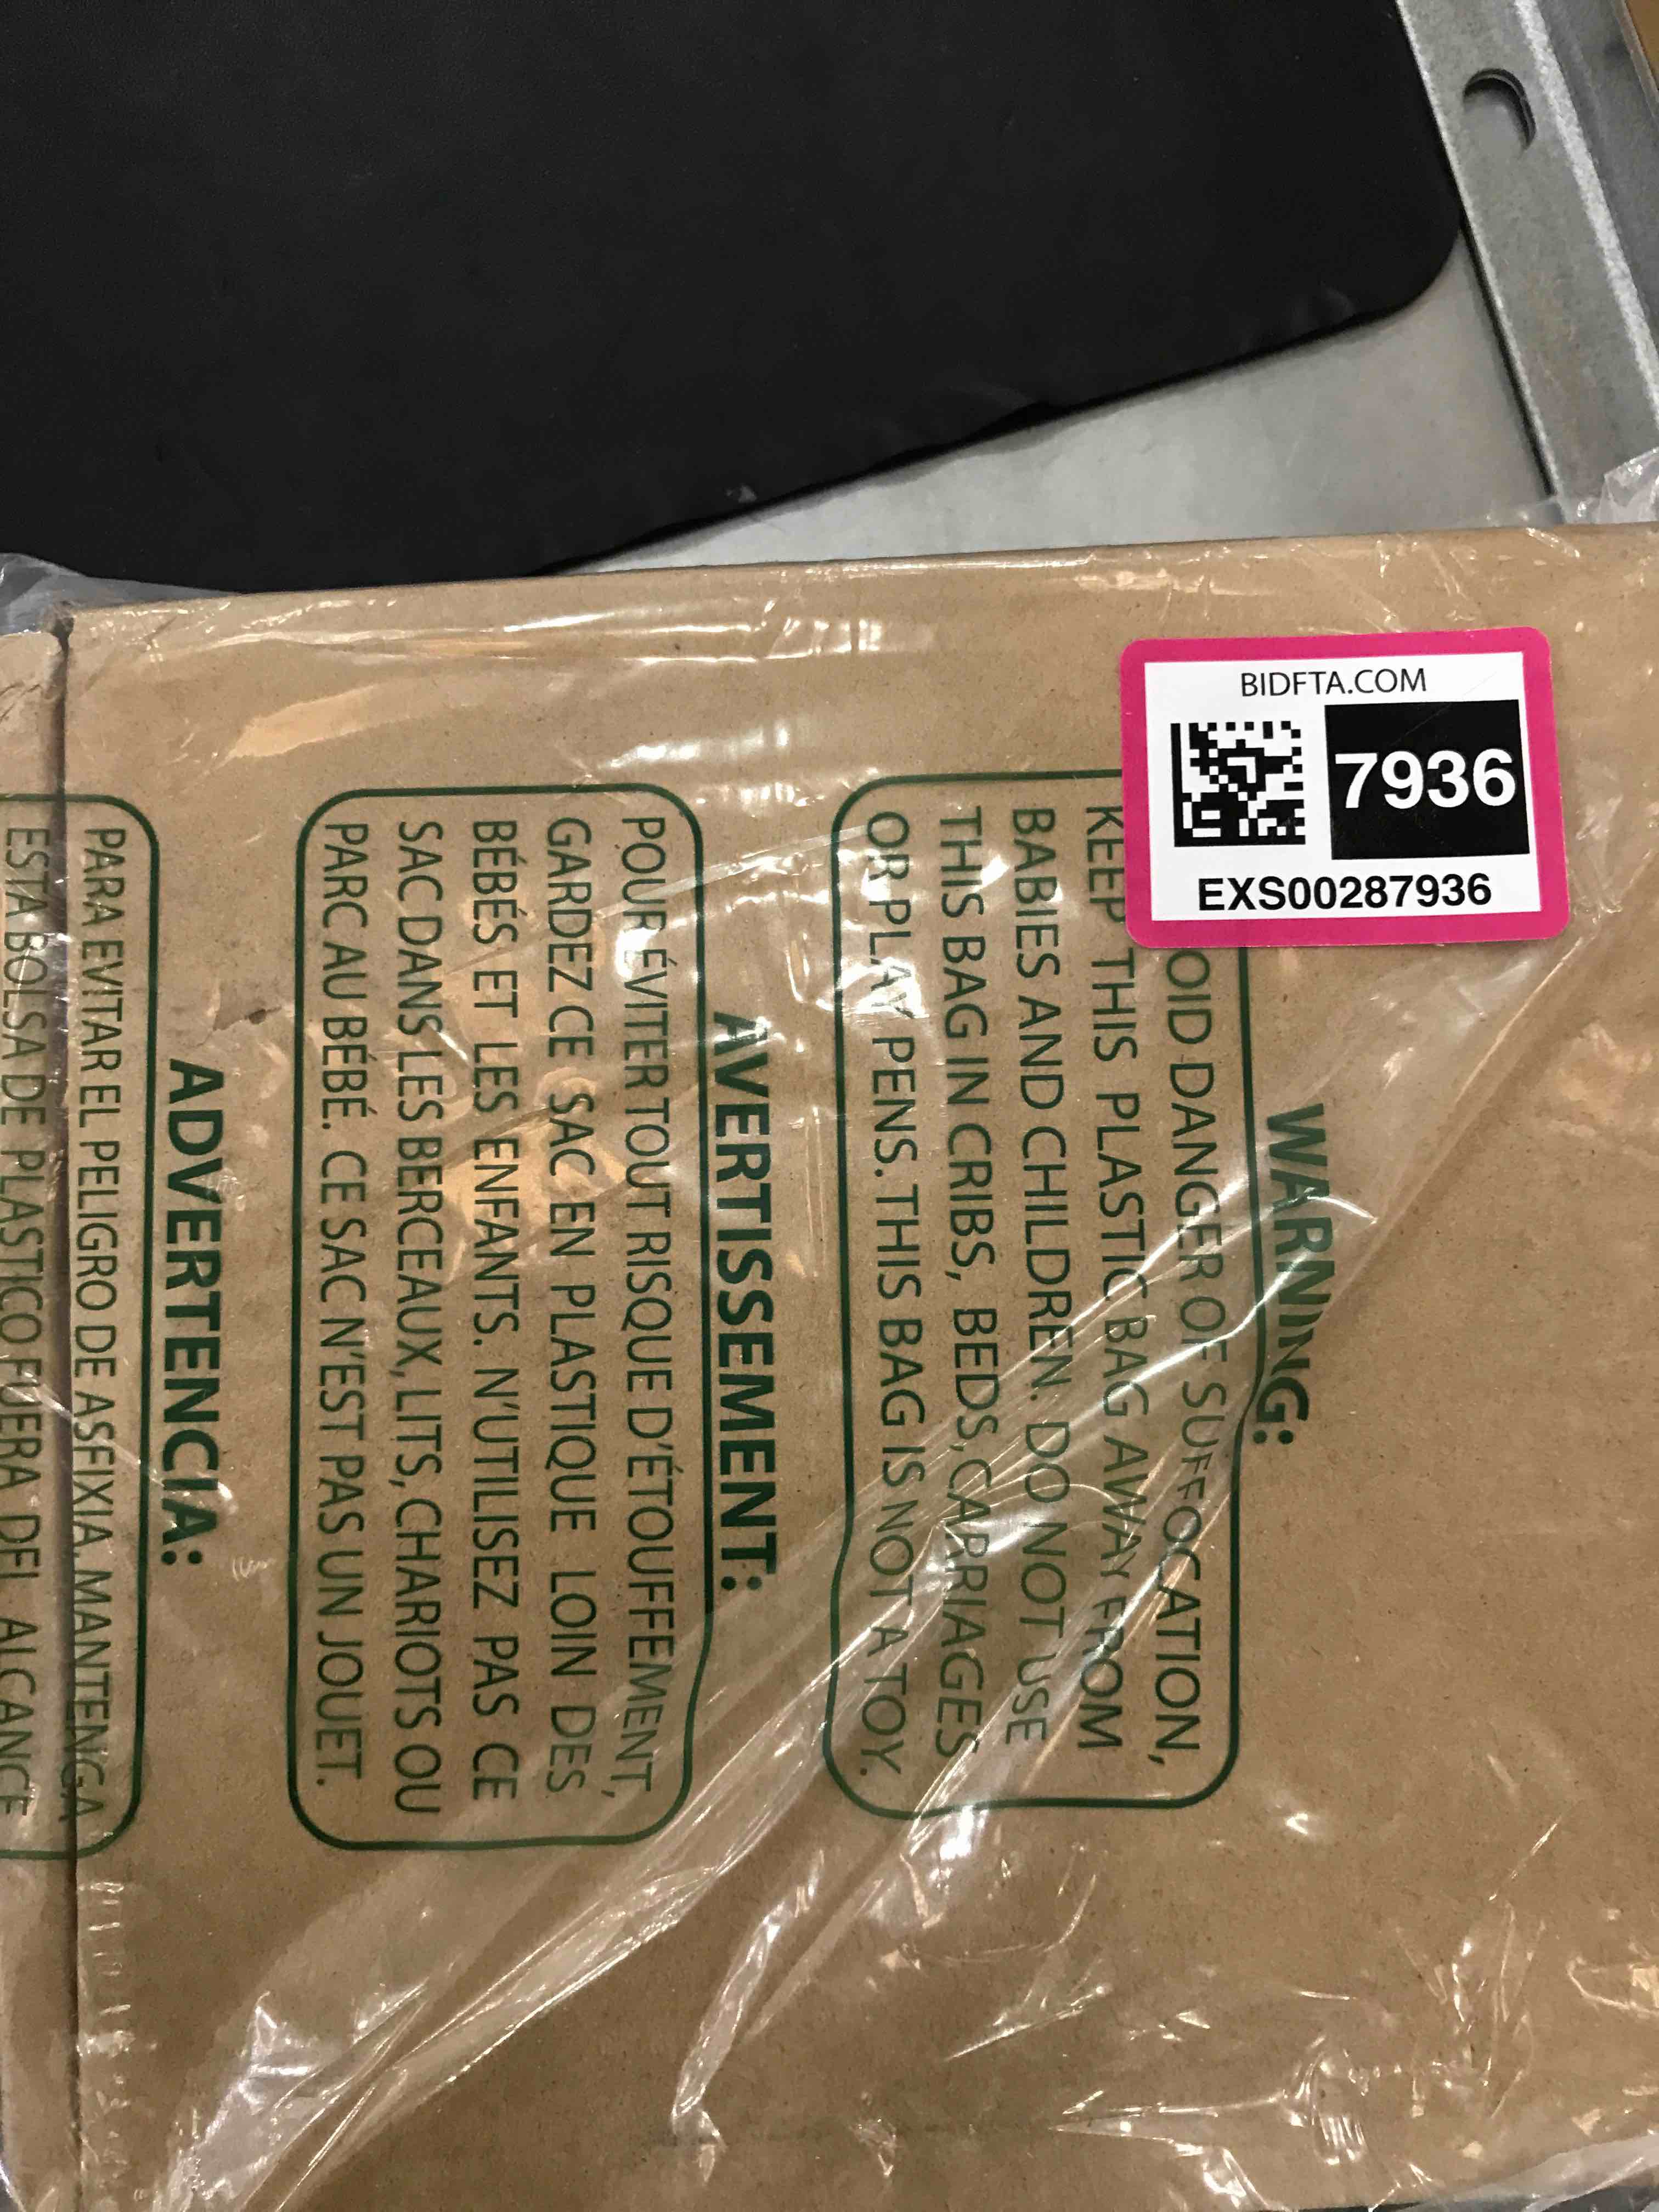 BIDFTA.COM
7936
EXS00287936
WARNING:
OID DANGER OF SUFFOCATION,
KEEP THIS PLASTIC BAG AWAY FROM
BABIES AND CHILDREN. DO NOT USE
THIS BAG IN CRIBS, BEDS, CARRIAGES
OR PLAY PENS. THIS BAG IS NOT A TOY.
AVERTISSEMENT:
POUR ÉVITER TOUT RISQUE D'ÉTOUFFEMENT,
GARDEZ CE SAC EN PLASTIQUE LOIN DES
BÉBÉS ET LES ENFANTS. N'UTILISEZ PAS CE
SAC DANS LES BERCEAUX, LITS, CHARIOTS OU
PARC AU BÉBÉ. CE SAC N'EST PAS UN JOUET.
ADVERTENCIA:
PARA EVITAR EL PELIGRO DE ASFIXIA, MANTENGA
ESTA BOLSA DE PLASTICO FUERA DEL ALCANCE